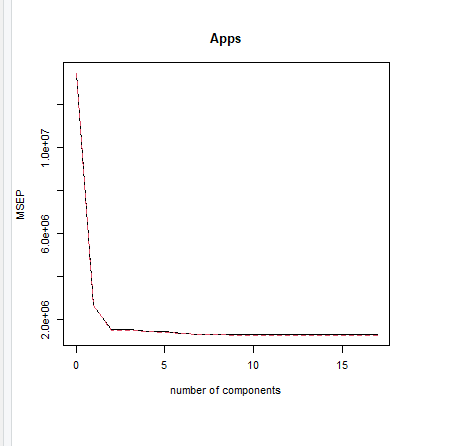 Apps
MSEP
1.0e+07
6.0e+06
2.0e+06
0 5 10 15
number of components